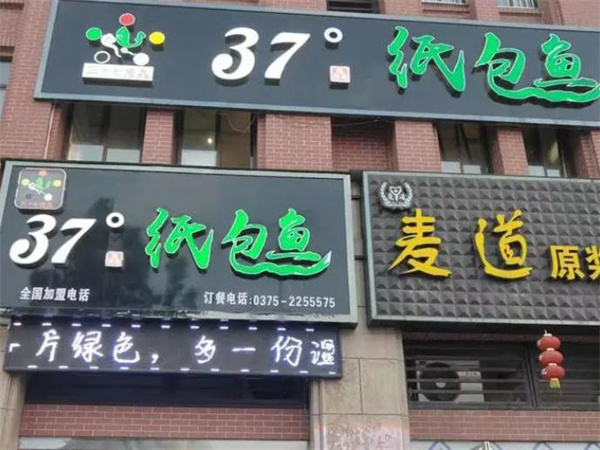 37° 纸包鱼
37° 纸包鱼
全国加盟电话 订餐电话:0375-2255575
片绿色，多一份
麦道 原浆